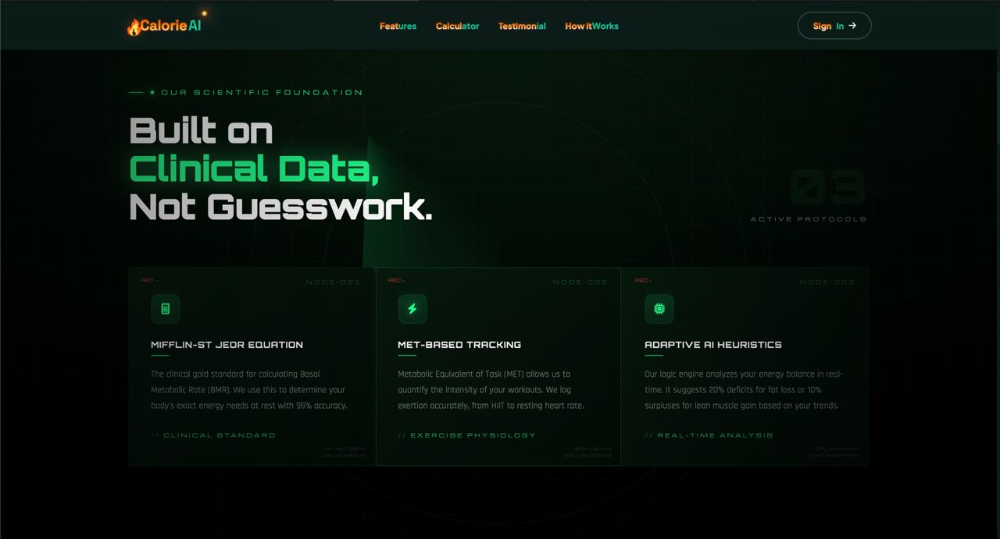 CalorieAI
Features Calculator Testimonial How itWorks Sign In →
OUR SCIENTIFIC FOUNDATION
Built on
Clinical Data,
Not Guesswork.
03
ACTIVE PROTOCOLS
REC NODE-001
MIFFLIN-ST JEOR EQUATION
The clinical gold standard for calculating Basal
Metabolic Rate (BMR). We use this to determine your
body's exact energy needs at rest with 95% accuracy.
// CLINICAL STANDARD
REC NODE-002
MET-BASED TRACKING
Metabolic Equivalent of Task (MET) allows us to
quantify the intensity of your workouts. We log
exertion accurately, from HIIT to resting heart rate.
// EXERCISE PHYSIOLOGY
STATUS: LOGGING
REC NODE-003
ADAPTIVE AI HEURISTICS
Our logic engine analyzes your energy balance in real-
time. It suggests 20% deficits for fat loss or 10%
surpluses for lean muscle gain based on your trends.
// REAL-TIME ANALYSIS